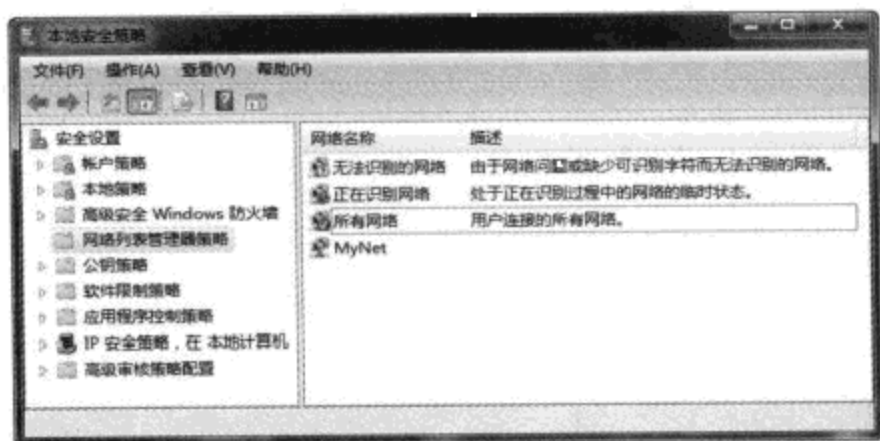 本地安全策略
文件(F) 操作(A) 查看(V) 帮助(H)
安全设置
帐户策略
本地策略
高级安全 Windows 防火墙
网络列表管理器策略
公钥策略
软件限制策略
应用程序控制策略
IP 安全策略，在 本地计算机
高级审核策略配置
网络名称 描述
无法识别的网络 由于网络问或缺少可识别字符而无法识别的网络。
正在识别网络 处于正在识别过程中的网络的临时状态。
所有网络 用户连接的所有网络。
MyNet